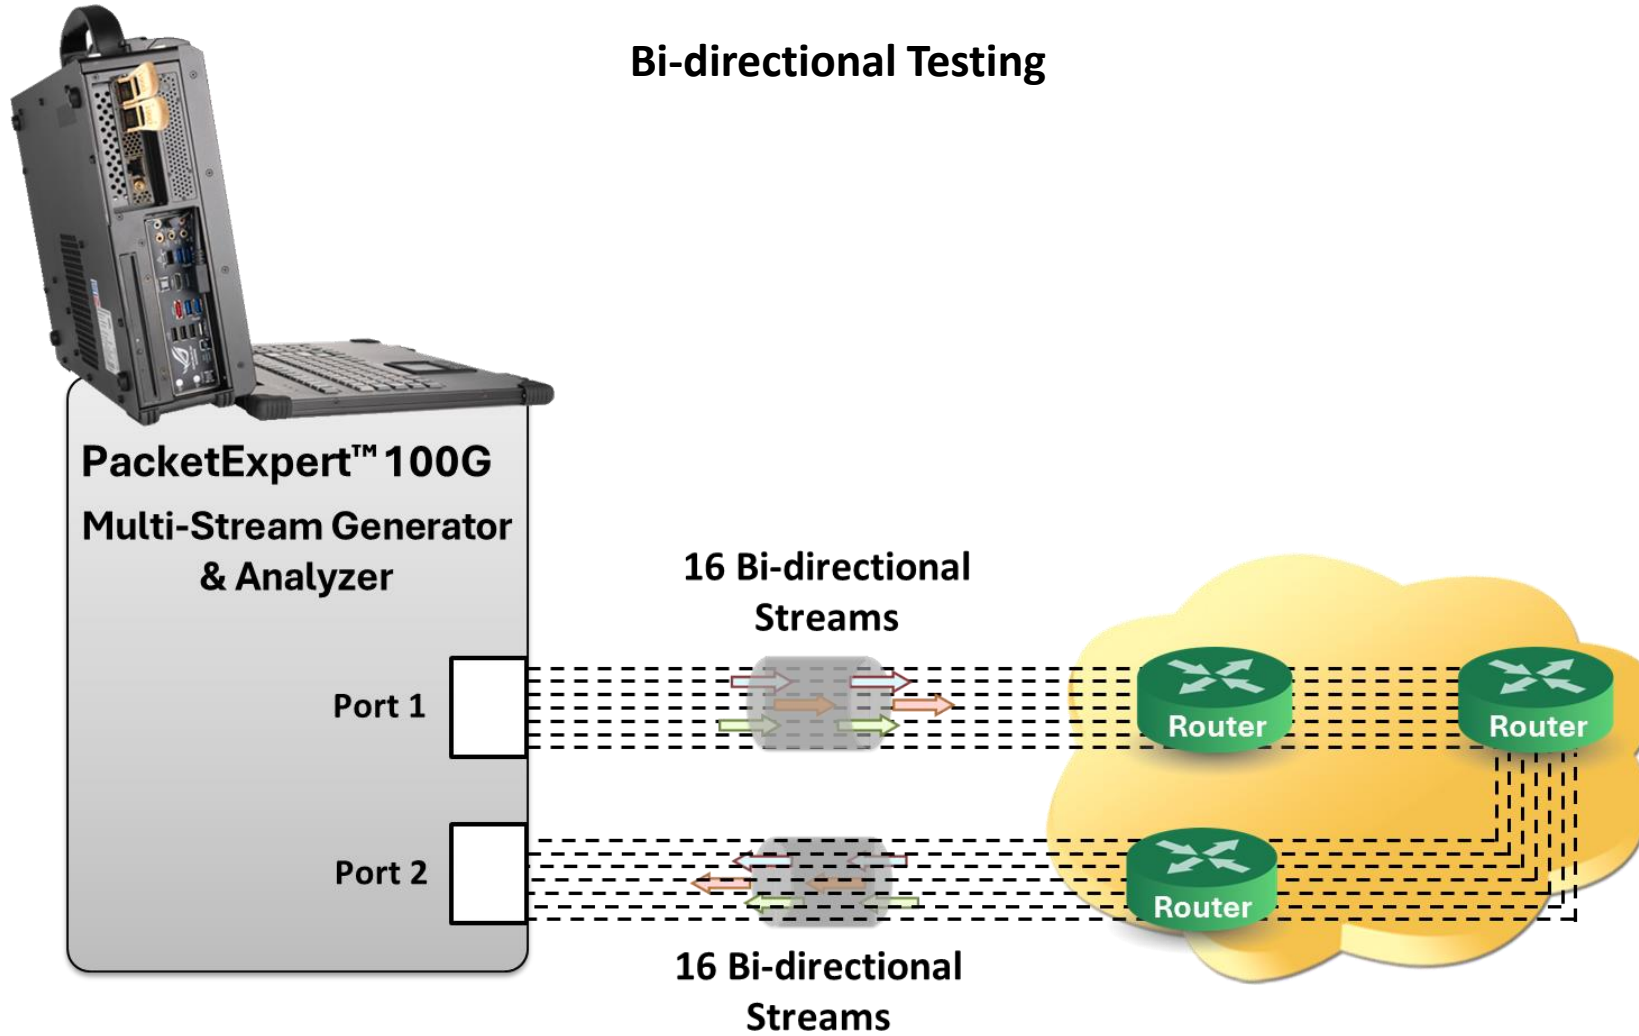 Bi-directional Testing
PacketExpert™ 100G
Multi-Stream Generator
& Analyzer
16 Bi-directional
Streams
Port 1
Router
Router
Port 2
Router
16 Bi-directional
Streams